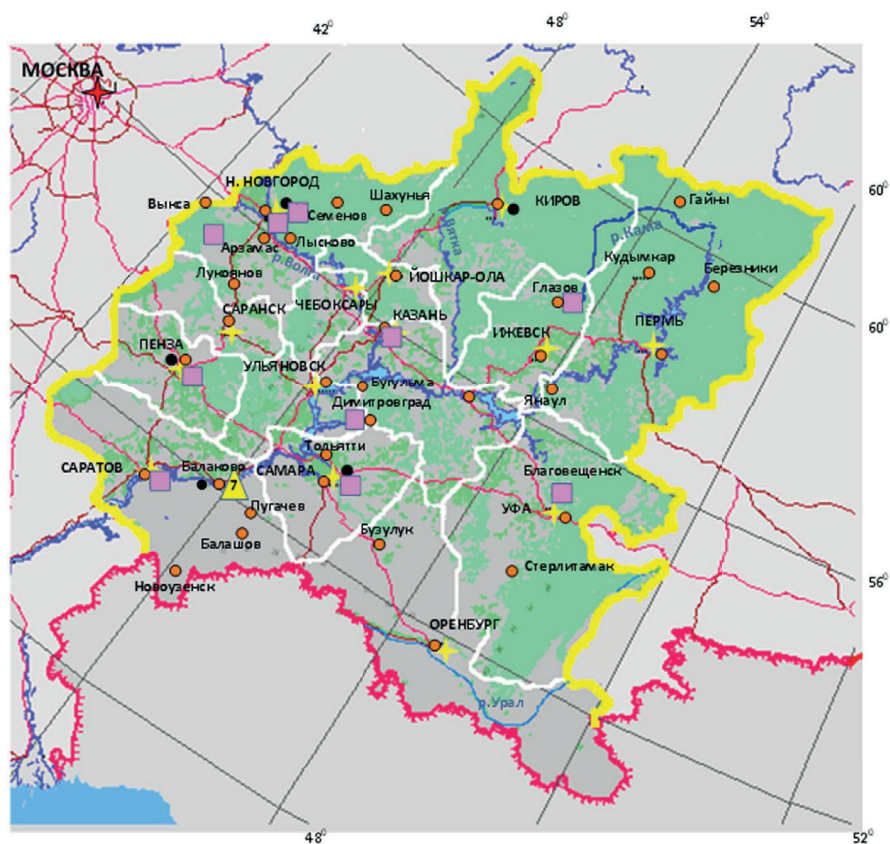 42⁰
48⁰
54⁰
МОСКВА
60⁰
Н. НОВГОРОД
Выкса
Шахунья
Семенов
КИРОВ
Гайны
р.Вятка
р.Кама
Арзамас
Лысково
р.Волга
Кудымкар
Березники
Лукоянов
ЙОШКАР-ОЛА
Глазов
ЧЕБОКСАРЫ
САРАНСК
КАЗАНЬ
60⁰
ИЖЕВСК
ПЕРМЬ
ПЕНЗА
УЛЬЯНОВСК
Бугульма
Янаул
Димитровград
Тольятти
САРАТОВ
Балаково
САМАРА
Благовещенск
7
Пугачев
УФА
Бузулук
Балашов
Стерлитамак
Новоузенск
56⁰
ОРЕНБУРГ
р.Урал
48⁰
52⁰